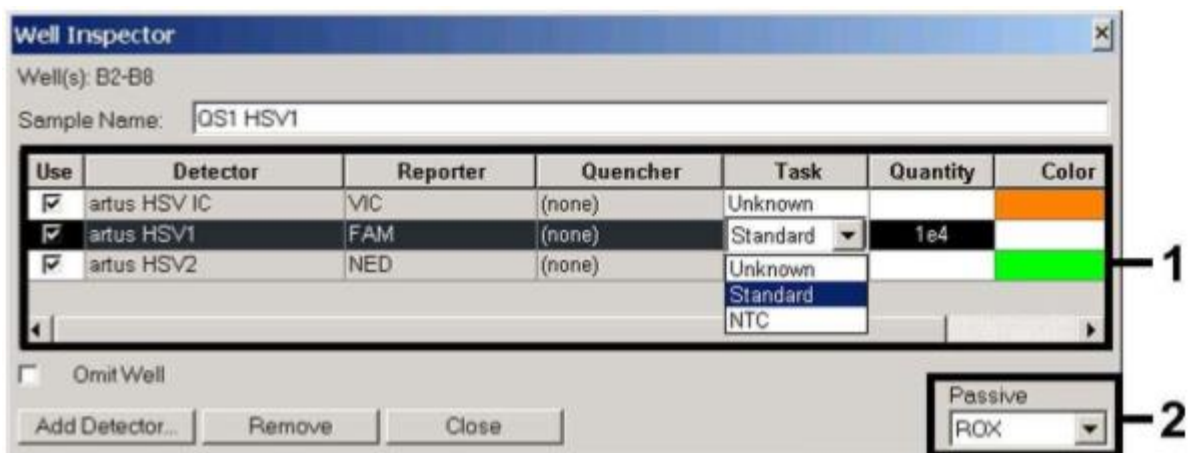 Well Inspector
Well(s): B2-B8
Sample Name: QS1 HSV1
Use Detector Reporter Quencher Task Quantity Color
artus HSV IC VIC (none) Unknown
artus HSV1 FAM (none) Standard 1e4
artus HSV2 NED (none) Unknown
Standard
NTC
1
Omit Well
Passive
Add Detector... Remove Close ROX
2